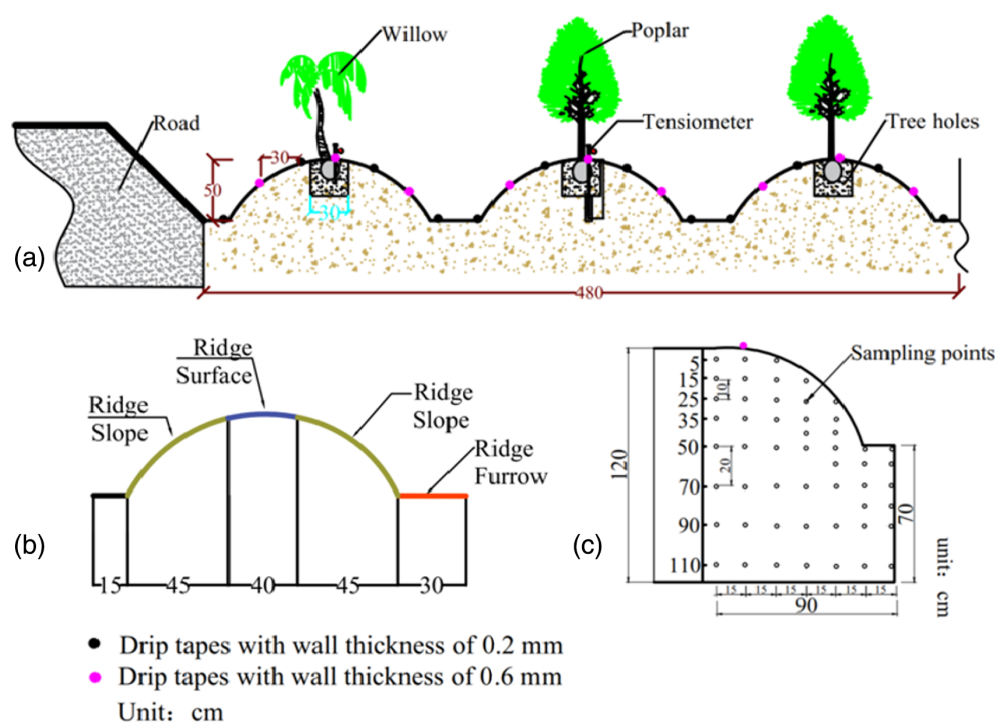 Willow
Poplar
Road
Tensiometer
Tree holes
30
50
30
(a)
480
Ridge
Surface
Ridge
Slope
Ridge
Slope
Ridge
Furrow
(b)
15 45 40 45 30
Sampling points
5
15
10
25
35
50
20
70
90
110
120
70
(c)
15 15 15 15 15 15
90
unit: cm
Drip tapes with wall thickness of 0.2 mm
Drip tapes with wall thickness of 0.6 mm
Unit: cm